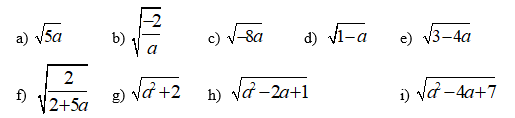 a) √5a b) √(-2/a) c) √-8a d) √1-a e) √3-4a
f) √(2/(2+5a)) g) √a²+2 h) √a²-2a+1 i) √a²-4a+7